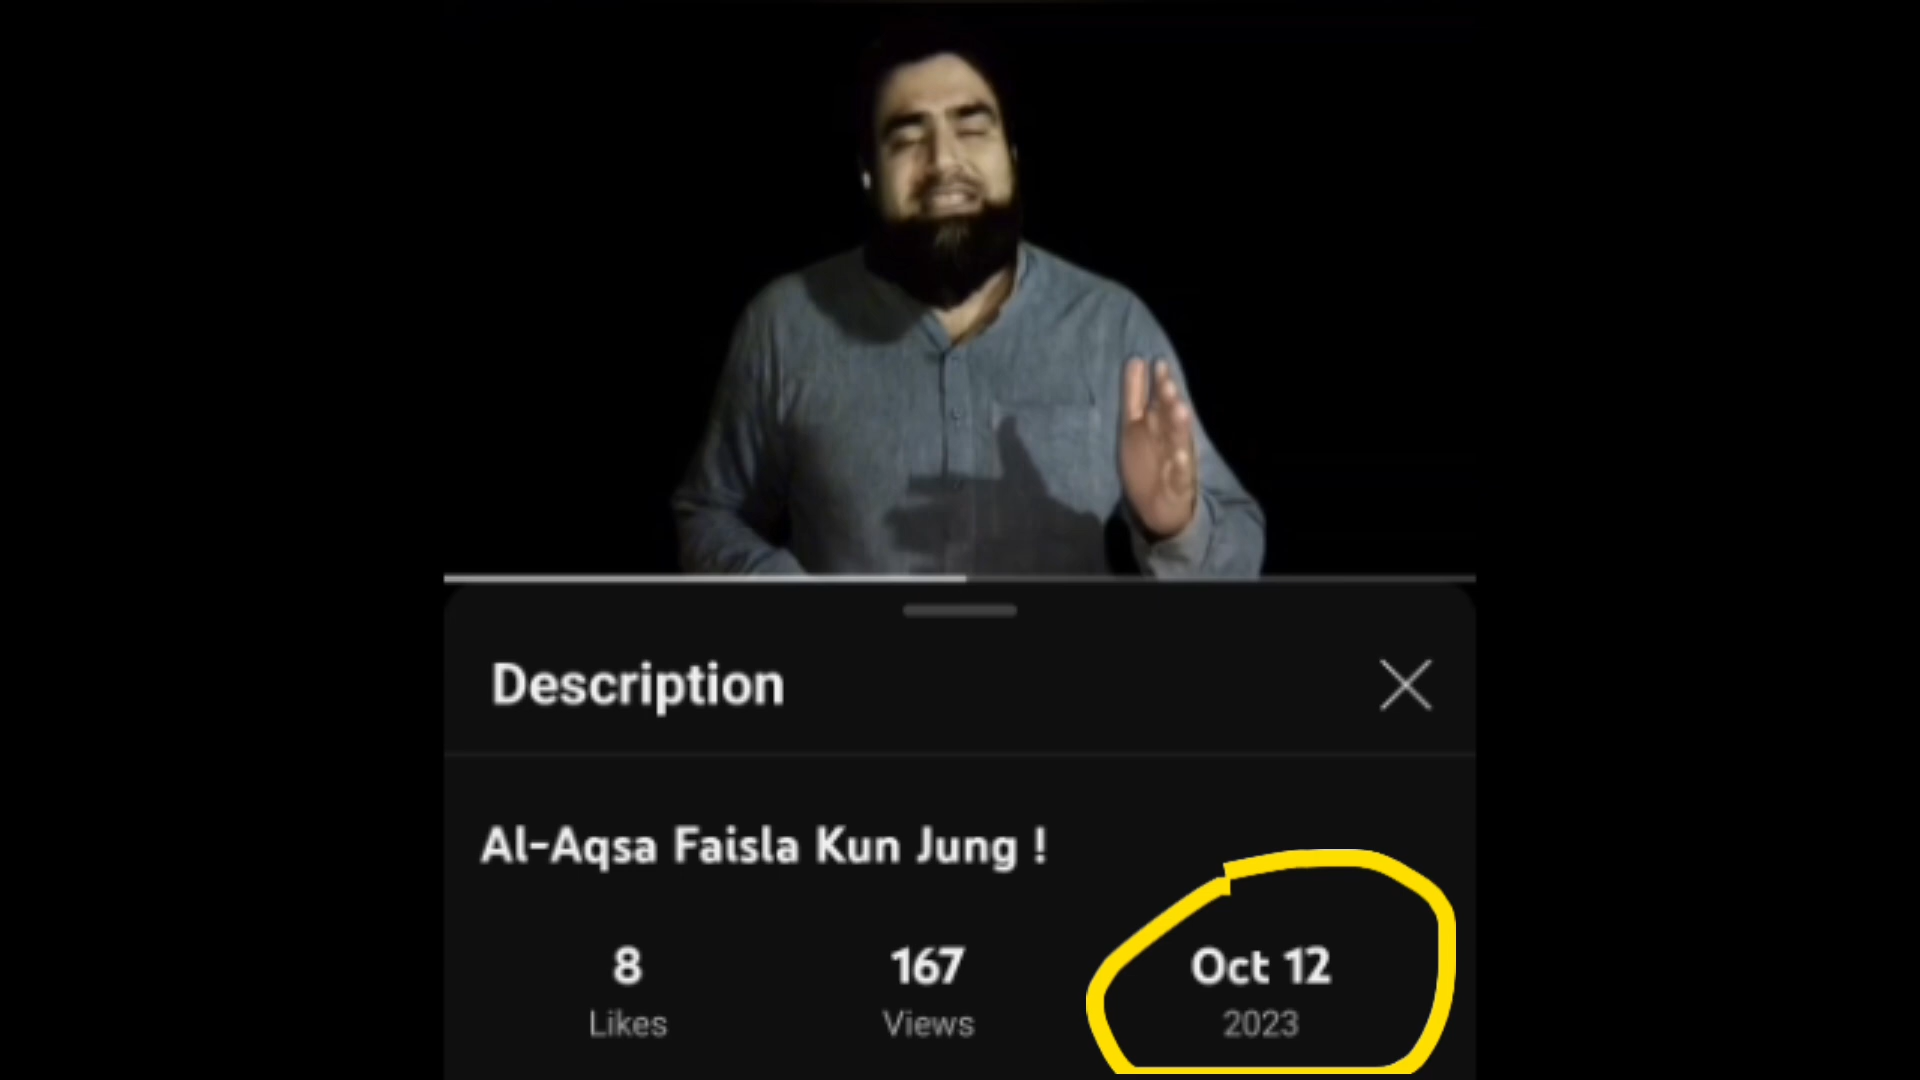 Description
Al-Aqsa Faisla Kun Jung !
8 167 Oct 12
Likes Views 2023